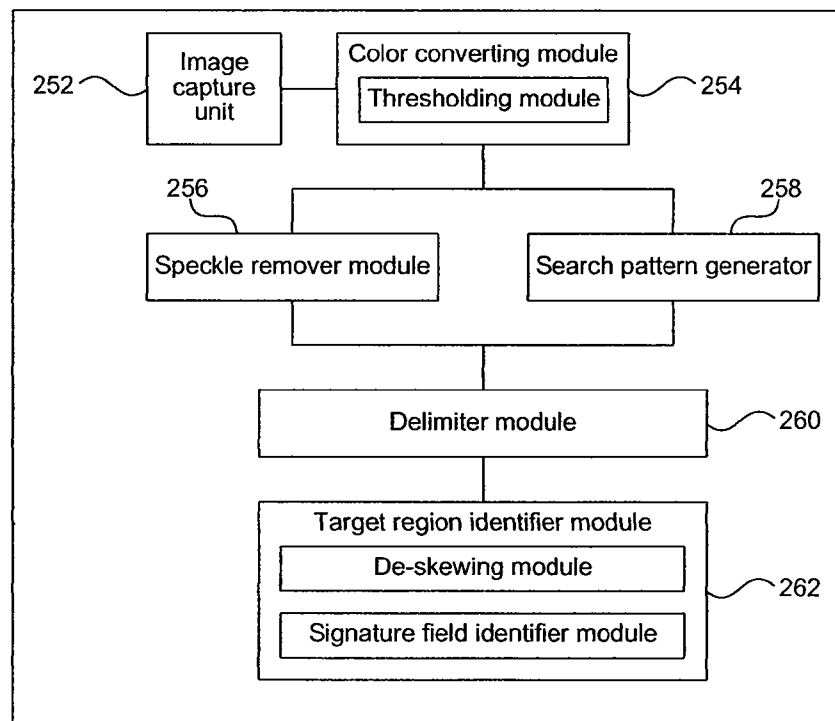 252
Image
capture
unit
Color converting module
Thresholding module
254
256
Speckle remover module
258
Search pattern generator
Delimiter module
260
Target region identifier module
De-skewing module
Signature field identifier module
262